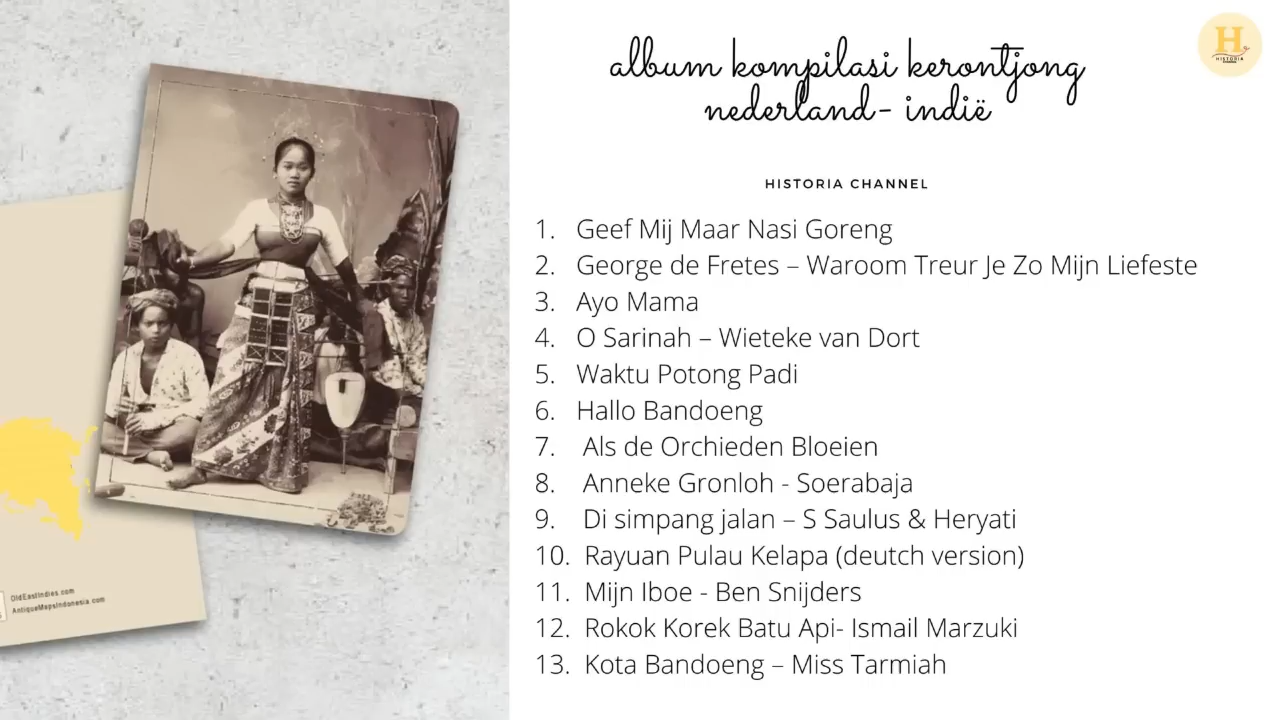 album kompilasi kerontjong
nederland- indië
H
HISTORIA
HISTORIA CHANNEL
1. Geef Mij Maar Nasi Goreng
2. George de Fretes – Waroom Treur Je Zo Mijn Liefeste
3. Ayo Mama
4. O Sarinah – Wieteke van Dort
5. Waktu Potong Padi
6. Hallo Bandoeng
7. Als de Orchieden Bloeien
8. Anneke Gronloh - Soerabaja
9. Di simpang jalan – S Saulus & Heryati
10. Rayuan Pulau Kelapa (deutch version)
11. Mijn Iboe - Ben Snijders
12. Rokok Korek Batu Api- Ismail Marzuki
13. Kota Bandoeng – Miss Tarmiah
OldEastIndies.com
AntiqueMapsIndonesia.com